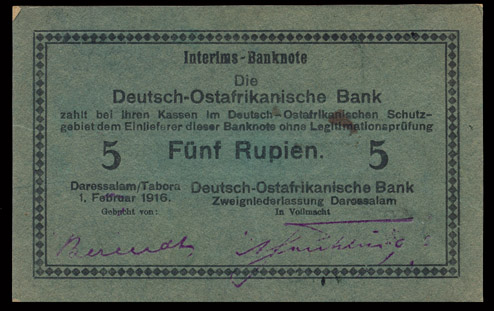 Interims-Banknote
Die
Deutsch-Ostafrikanische Bank
zahlt bei ihren Kassen im Deutsch-Ostafrikanischen Schutz-
gebiet dem Einlieferer dieser Banknote ohne Legitimationsprüfung
5 Fünf Rupien. 5
Daressalam/Tabora Deutsch-Ostafrikanische Bank
1. Februar 1916. Zweigniederlassung Daressalam
Gebucht von: In Vollmacht